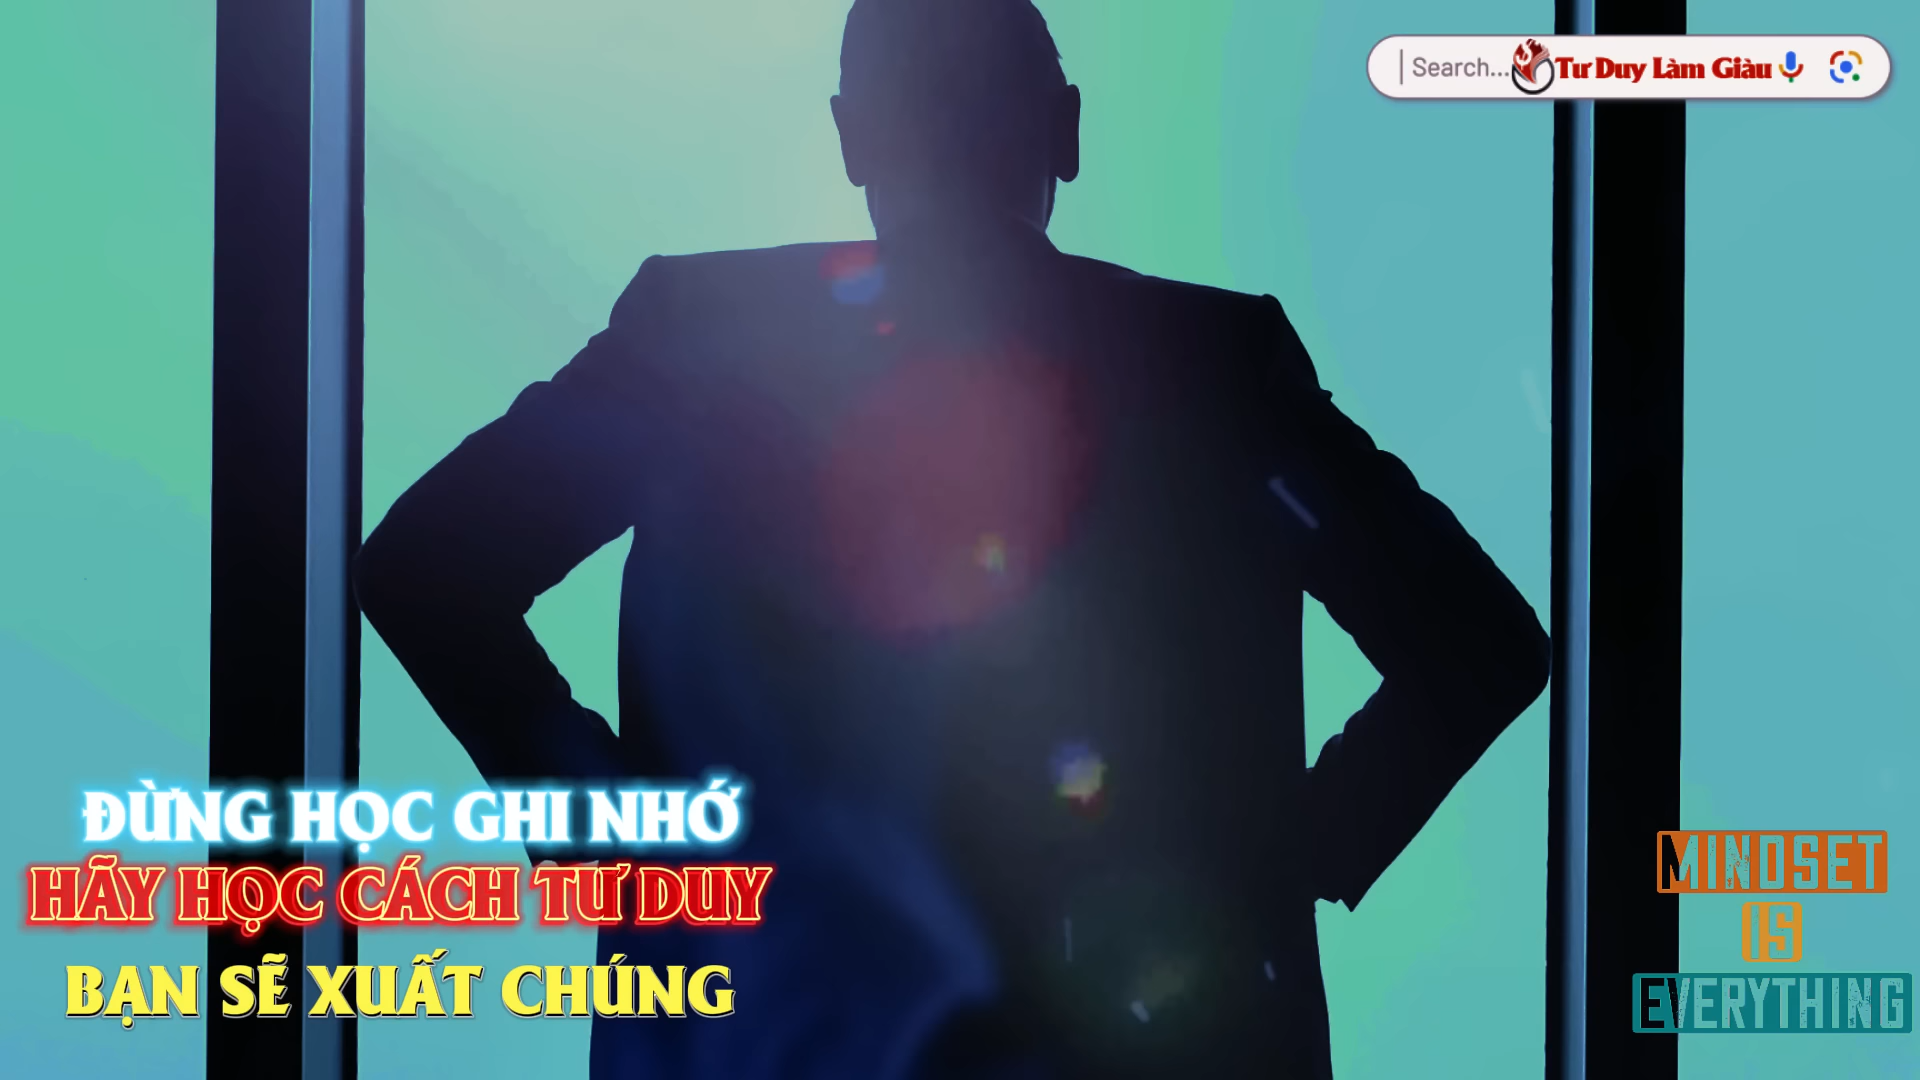 Search... Tư Duy Làm Giàu
ĐỪNG HỌC GHI NHỚ
HÃY HỌC CÁCH TƯ DUY
BẠN SẼ XUẤT CHÚNG
MINDSET
IS
EVERYTHING